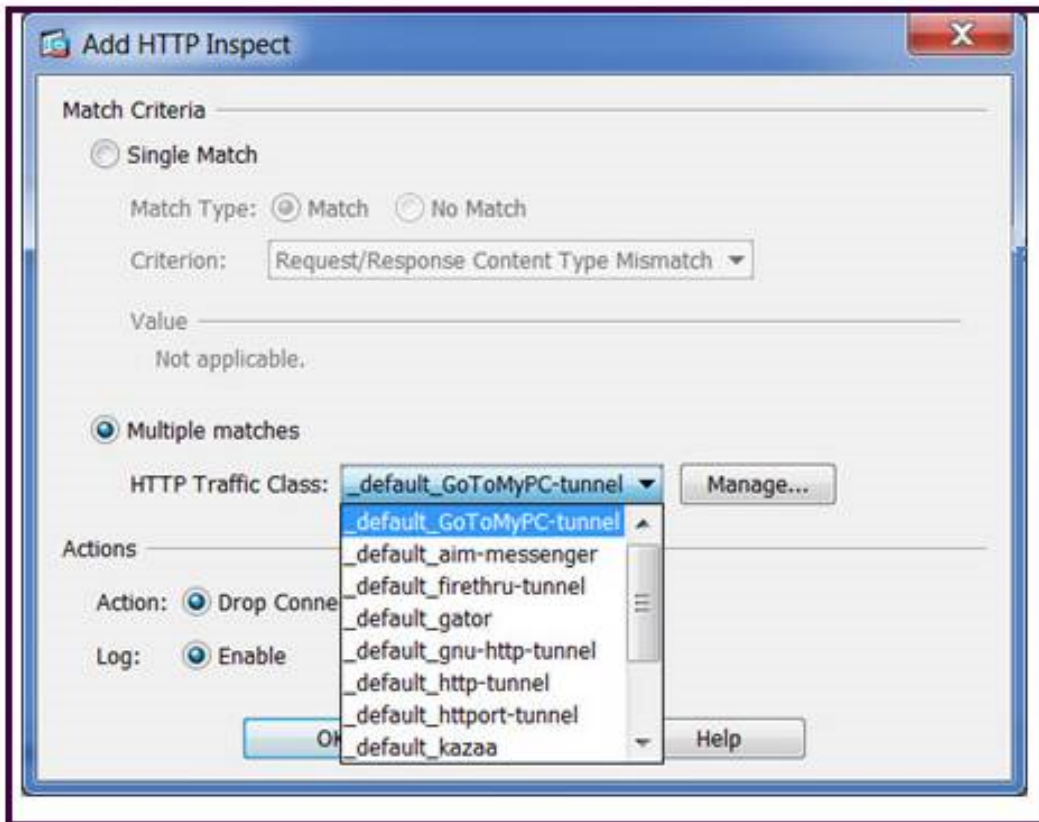 Add HTTP Inspect
Match Criteria
Single Match
Match Type: Match No Match
Criterion: Request/Response Content Type Mismatch
Value
Not applicable.
Multiple matches
HTTP Traffic Class: _default_GoToMyPC-tunnel Manage...
_default_GoToMyPC-tunnel
Actions
_default_aim-messenger
_default_firethru-tunnel
Action: Drop Conne
_default_gator
Log: Enable
_default_gnu-http-tunnel
_default_http-tunnel
_default_httport-tunnel
_default_kazaa
Help